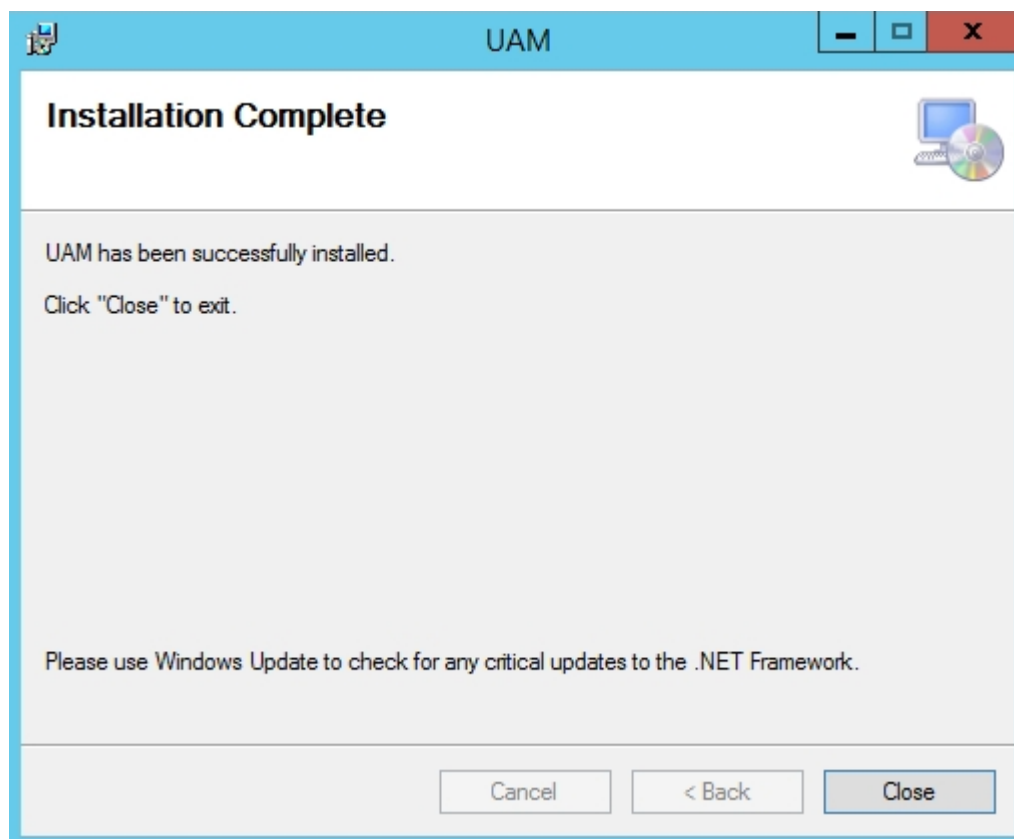 UAM
Installation Complete
UAM has been successfully installed.
Click "Close" to exit.
Please use Windows Update to check for any critical updates to the .NET Framework.
Cancel
< Back
Close